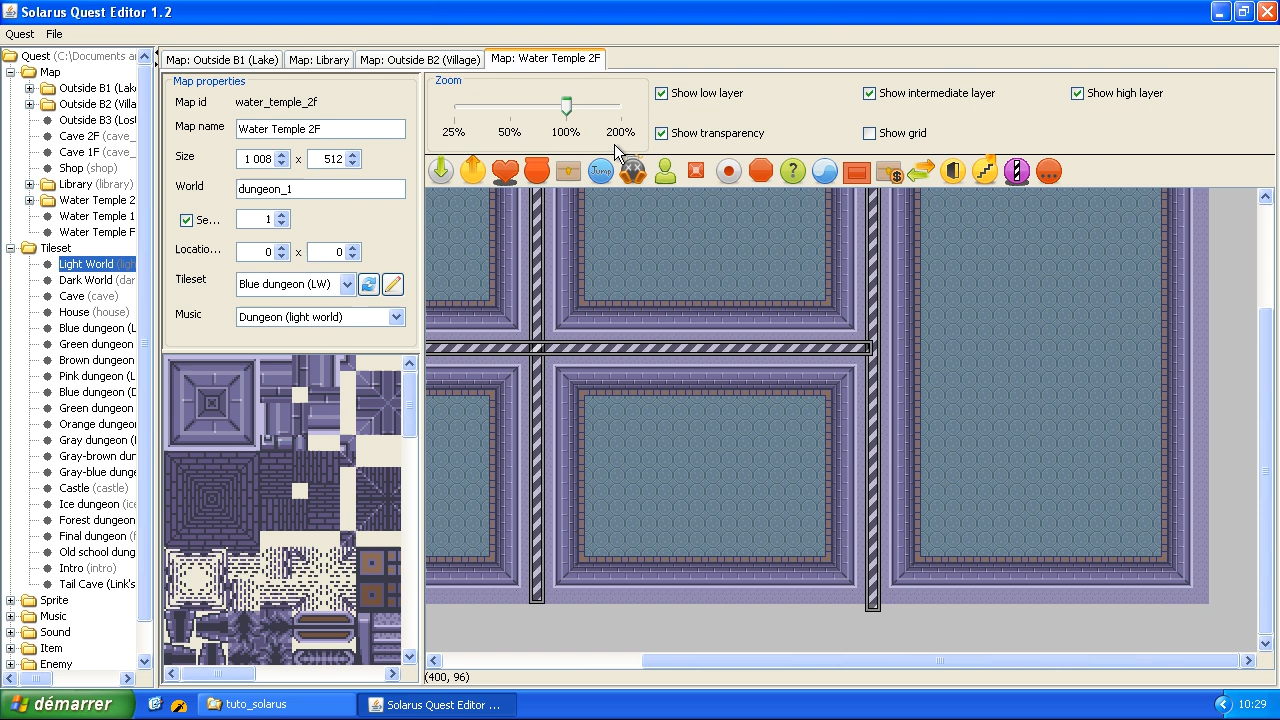 Solarus Quest Editor 1.2
Quest File
Quest (C:\Documents a
Map
Outside B1 (Lak
Outside B2 (Villa
Outside B3 (Lost
Cave 2F (cave_
Cave 1F (cave_
Shop (shop)
Library (library)
Water Temple 2
Water Temple 1
Water Temple F
Tileset
Light World (ligh
Dark World (dar
Cave (cave)
House (house)
Blue dungeon (L
Green dungeon
Brown dungeon
Pink dungeon (L
Blue dungeon (D
Green dungeon
Orange dungeon
Gray dungeon (
Gray-brown dun
Gray-blue dunge
Castle (castle)
Ice dungeon (ice
Forest dungeon
Final dungeon (
Old school dung
Intro (intro)
Tail Cave (Link's
Sprite
Music
Sound
Item
Enemy
Map: Outside B1 (Lake) Map: Library Map: Outside B2 (Village) Map: Water Temple 2F
Map properties
Map id water_temple_2f
Map name Water Temple 2F
Size 1 008 x 512
World dungeon_1
Se... 1
Locatio... 0 x 0
Tileset Blue dungeon (LW)
Music Dungeon (light world)
Zoom
25% 50% 100% 200%
Show low layer Show intermediate layer Show high layer
Show transparency Show grid
Jump ? $ ...
(400, 96)
démarrer tuto_solarus Solarus Quest Editor ... 10:29